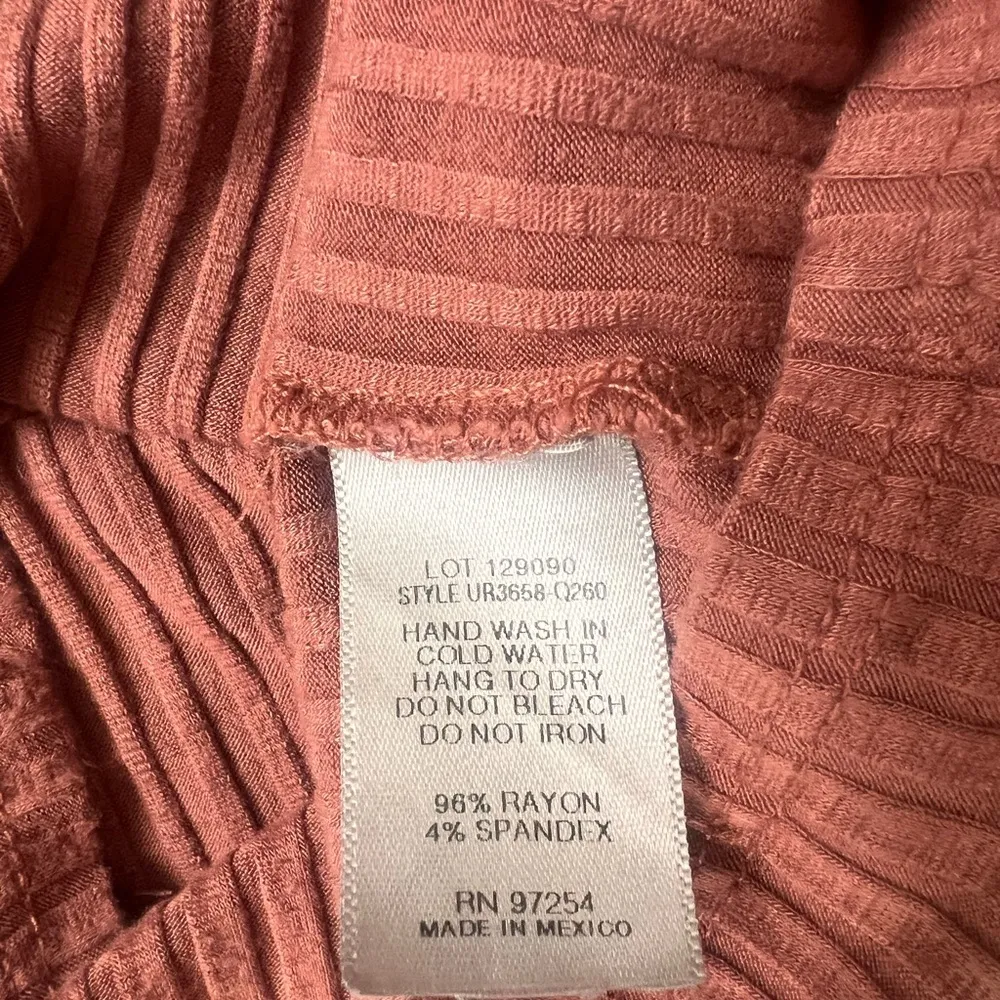 LOT 129090
STYLE UR3658-Q260
HAND WASH IN
COLD WATER
HANG TO DRY
DO NOT BLEACH
DO NOT IRON
96% RAYON
4% SPANDEX
RN 97254
MADE IN MEXICO